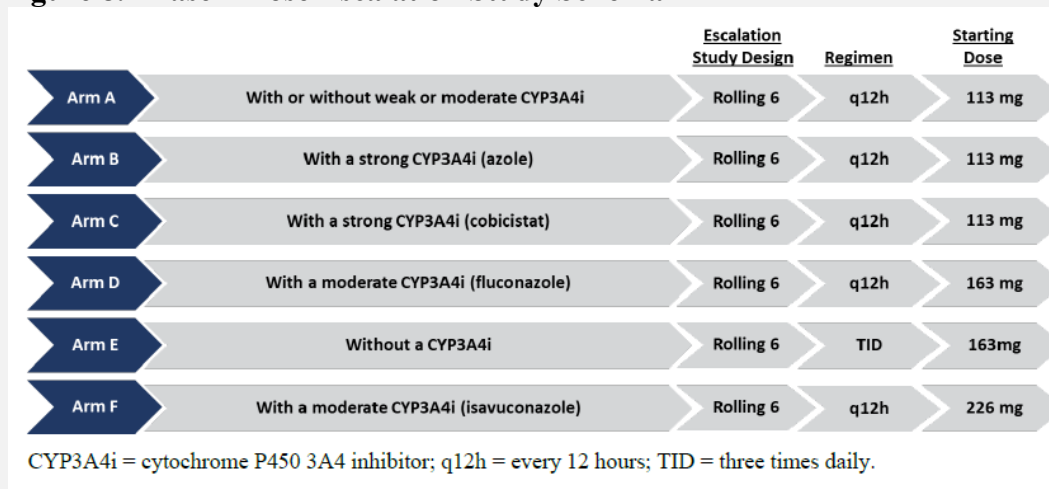 Escalation Study Design Regimen Starting Dose
Arm A With or without weak or moderate CYP3A4i Rolling 6 q12h 113 mg
Arm B With a strong CYP3A4i (azole) Rolling 6 q12h 113 mg
Arm C With a strong CYP3A4i (cobicistat) Rolling 6 q12h 113 mg
Arm D With a moderate CYP3A4i (fluconazole) Rolling 6 q12h 163 mg
Arm E Without a CYP3A4i Rolling 6 TID 163mg
Arm F With a moderate CYP3A4i (isavuconazole) Rolling 6 q12h 226 mg
CYP3A4i = cytochrome P450 3A4 inhibitor; q12h = every 12 hours; TID = three times daily.